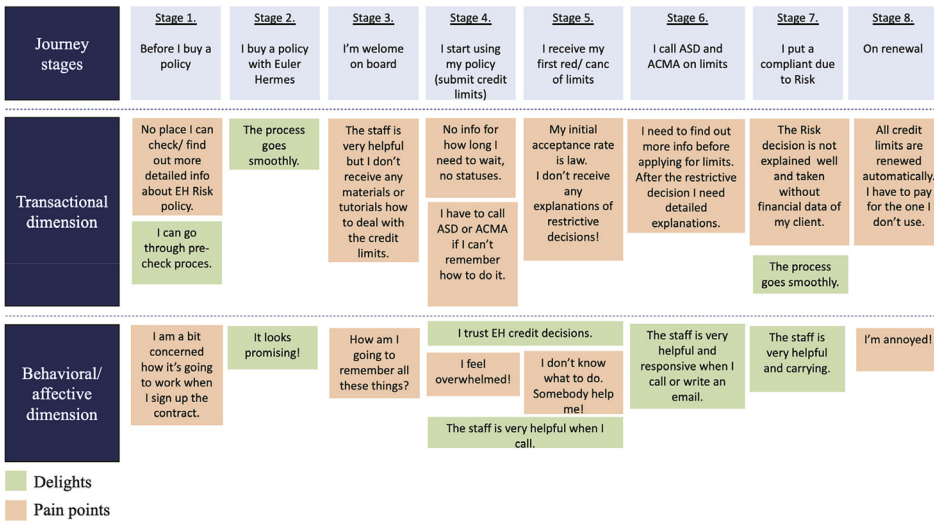 Journey
stages
Stage 1.
Before I buy a
policy
Stage 2.
I buy a policy
with Euler
Hermes
Stage 3.
I'm welome
on board
Stage 4.
I start using
my policy
(submit credit
limits)
Stage 5.
I receive my
first red/ canc
of limits
Stage 6.
I call ASD and
ACMA on limits
Stage 7.
I put a
compliant due
to Risk
Stage 8.
On renewal
Transactional
dimension
No place I can
check/ find
out more
detailed info
about EH Risk
policy.
I can go
through pre-
check proces.
The process
goes
smoothly.
The staff is
very helpful
but I don't
receive any
materials or
tutorials how
to deal with
the credit
limits.
No info for
how long I
need to wait,
no statuses.
I have to call
ASD or ACMA
if I can't
remember
how to do it.
My initial
acceptance rate
is law.
I don't receive
any
explanations of
restrictive
decisions!
I need to find out
more info before
applying for limits.
After the restrictive
decision I need
detailed
explanations.
The Risk
decision is not
explained well
and taken
without
financial data of
my client.
The process
goes smoothly.
All credit
limits are
renewed
automatically.
I have to pay
for the one I
don't use.
Behavioral/
affective
dimension
I am a bit
concerned
how it's going
to work when
I sign up the
contract.
It looks
promising!
How am I
going to
remember all
these things?
I trust EH credit decisions.
I feel
overwhelmed!
I don't know
what to do.
Somebody help
me!
The staff is very helpful when I
call.
The staff is very
helpful and
responsive when I
call or write an
email.
The staff is
very helpful
and carrying.
I'm annoyed!
Delights
Pain points